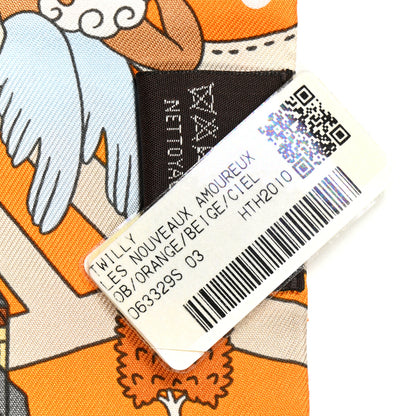 NETTOYA
TWILLY
LES NOUVEAUX AMOUREUX
OB/ORANGE/BEIGE/CIEL
063329S 03
HTH2010